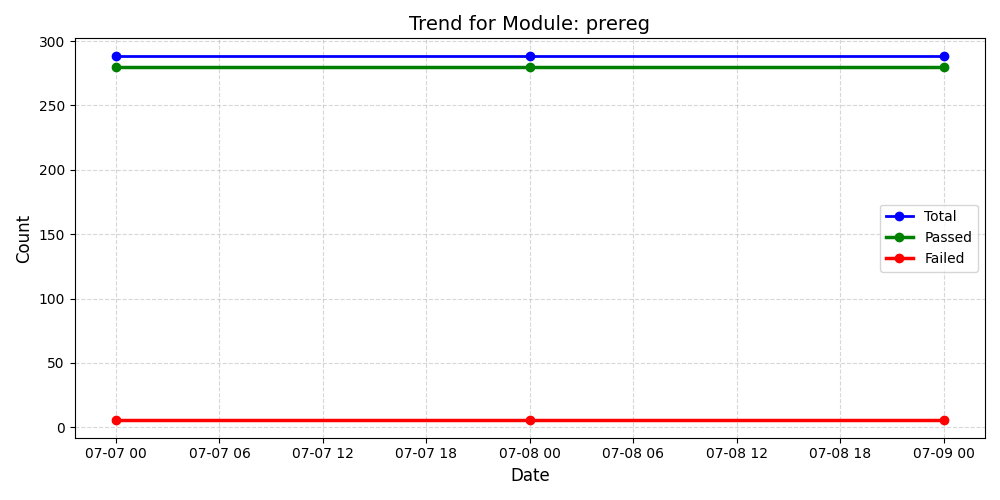 Trend for Module: prereg
Count
300
250
200
150
100
50
0
Total
Passed
Failed
07-07 00
07-07 06
07-07 12
07-07 18
07-08 00
07-08 06
07-08 12
07-08 18
07-09 00
Date